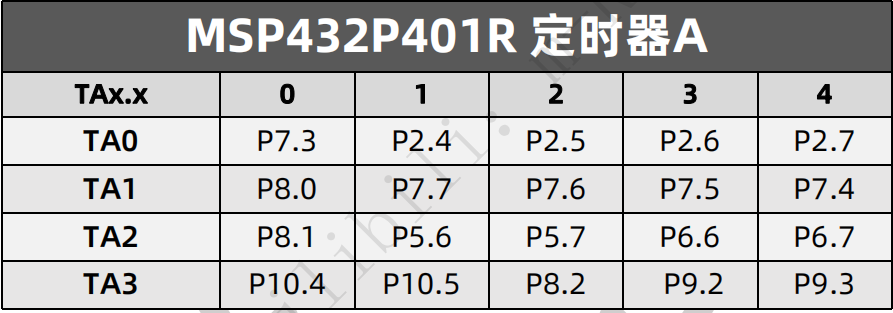 MSP432P401R 定时器A
TAx.x 0 1 2 3 4
TA0 P7.3 P2.4 P2.5 P2.6 P2.7
TA1 P8.0 P7.7 P7.6 P7.5 P7.4
TA2 P8.1 P5.6 P5.7 P6.6 P6.7
TA3 P10.4 P10.5 P8.2 P9.2 P9.3